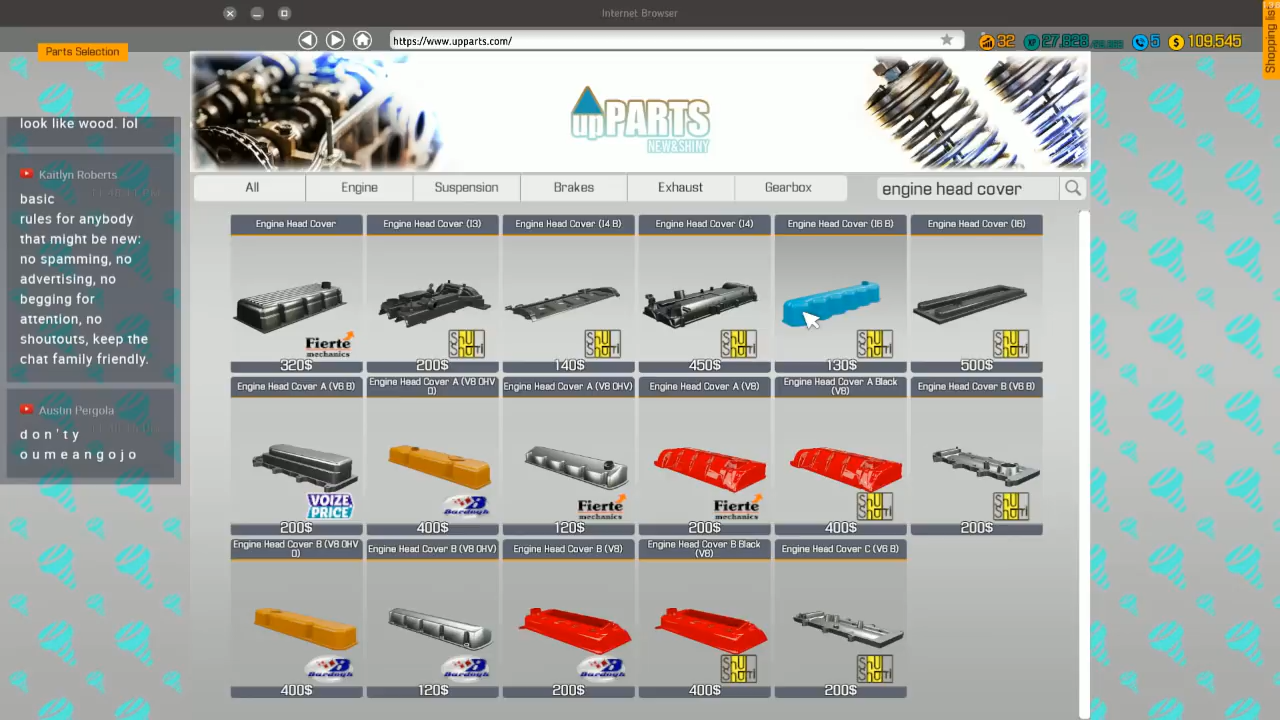 Internet Browser
https://www.upparts.com/
32
27.828
5
109.545
Shopping list
Parts Selection
upPARTS
NEW&SHINY
look like wood. lol
Kaitlyn Roberts
basic
rules for anybody
that might be new:
no spamming, no
advertising, no
begging for
attention, no
shoutouts, keep the
chat family friendly.
Austin Pergola
d o n ' t y
o u m e a n g o j o
All
Engine
Suspension
Brakes
Exhaust
Gearbox
engine head cover
Engine Head Cover
Engine Head Cover (I3)
Engine Head Cover (I4 B)
Engine Head Cover (I4)
Engine Head Cover (I6 B)
Engine Head Cover (I6)
Fierte mechanics
320$
200$
140$
450$
130$
500$
Engine Head Cover A (V6 B)
Engine Head Cover A (V8 OHV
D)
Engine Head Cover A (V8 OHV)
Engine Head Cover A (V8)
Engine Head Cover A Black
(V8)
Engine Head Cover B (V6 B)
VOIZE
PRICE
Bardogh
Fierte mechanics
Fierte mechanics
200$
400$
120$
200$
400$
200$
Engine Head Cover B (V8 OHV
D)
Engine Head Cover B (V8 OHV)
Engine Head Cover B (V8)
Engine Head Cover B Black
(V8)
Engine Head Cover C (V6 B)
Bardogh
Bardogh
Bardogh
400$
120$
200$
400$
200$